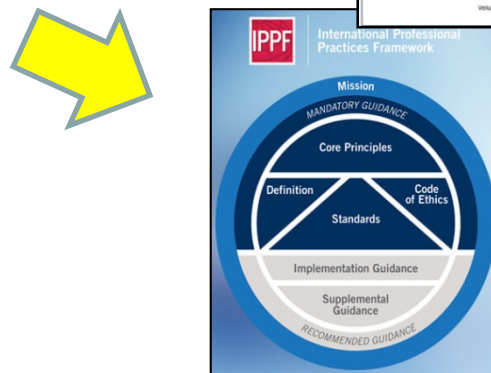 IPPF
International Professional
Practices Framework
Mission
MANDATORY GUIDANCE
Core Principles
Definition
Code
of Ethics
Standards
Implementation Guidance
Supplemental
Guidance
RECOMMENDED GUIDANCE